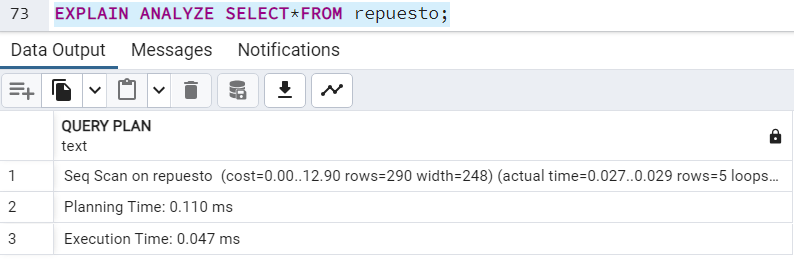 73 EXPLAIN ANALYZE SELECT*FROM repuesto;
Data Output Messages Notifications
QUERY PLAN
text
1 Seq Scan on repuesto (cost=0.00..12.90 rows=290 width=248) (actual time=0.027..0.029 rows=5 loops...
2 Planning Time: 0.110 ms
3 Execution Time: 0.047 ms